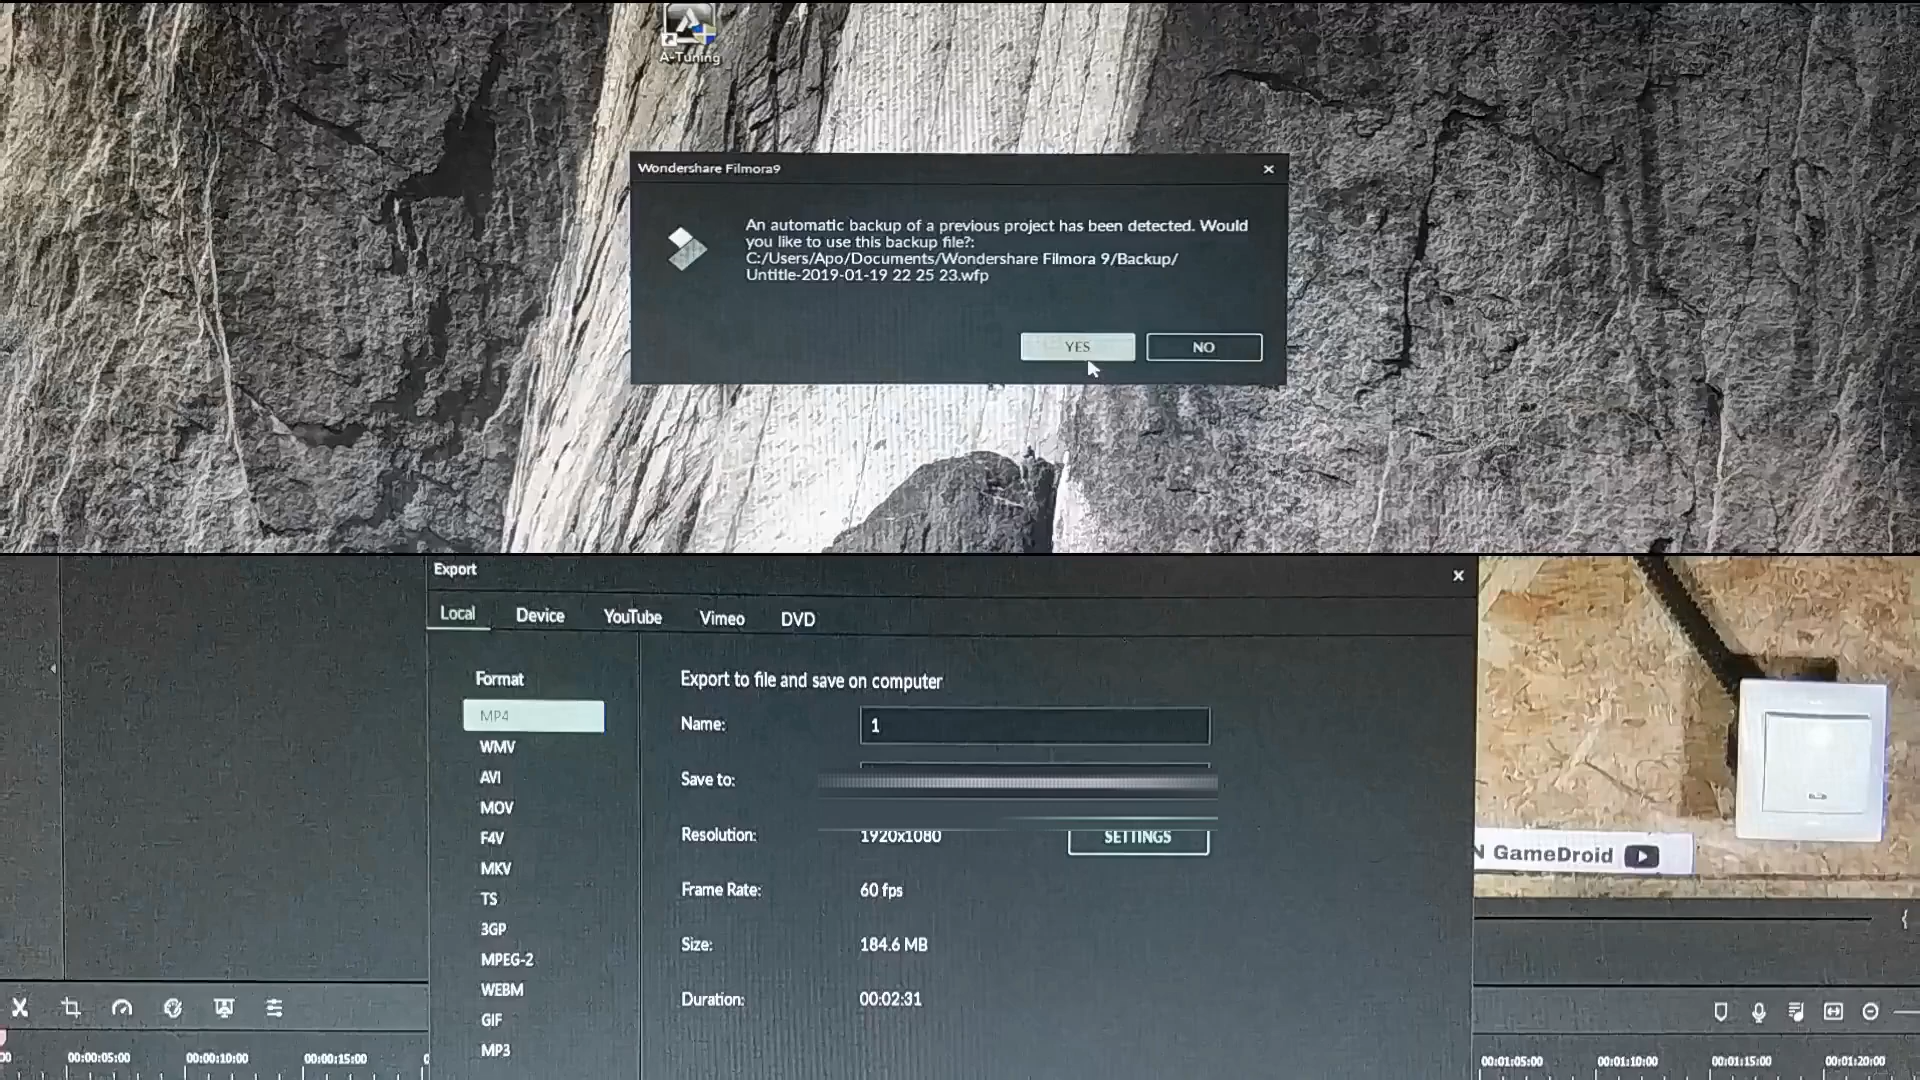 A-Tuning
Wondershare Filmora9
An automatic backup of a previous project has been detected. Would
you like to use this backup file?:
C:/Users/Apo/Documents/Wondershare Filmora 9/Backup/
Untitle-2019-01-19 22 25 23.wfp
YES
NO
Export
Local
Device
YouTube
Vimeo
DVD
Format
MP4
WMV
AVI
MOV
F4V
MKV
TS
3GP
MPEG-2
WEBM
GIF
MP3
Export to file and save on computer
Name:
1
Save to:
Resolution:
1920x1080
SETTINGS
Frame Rate:
60 fps
Size:
184.6 MB
Duration:
00:02:31
N GameDroid
00:00:05:00
00:00:10:00
00:00:15:00
00:01:05:00
00:01:10:00
00:01:15:00
00:01:20:00